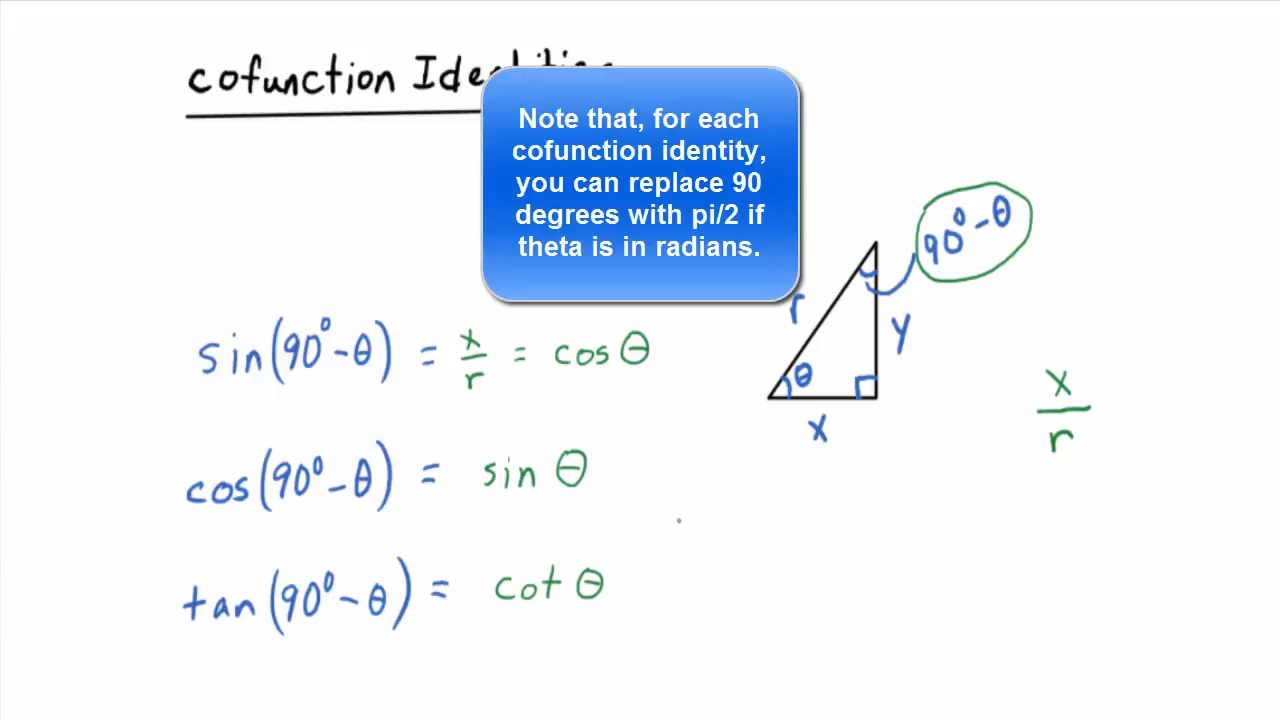 cofunction
Note that, for each
cofunction identity,
you can replace 90
degrees with pi/2 if
theta is in radians.
90° - θ
r
y
θ
x
sin(90° - θ) = x/r = cos θ
x/r
cos(90° - θ) = sin θ
tan(90° - θ) = cot θ